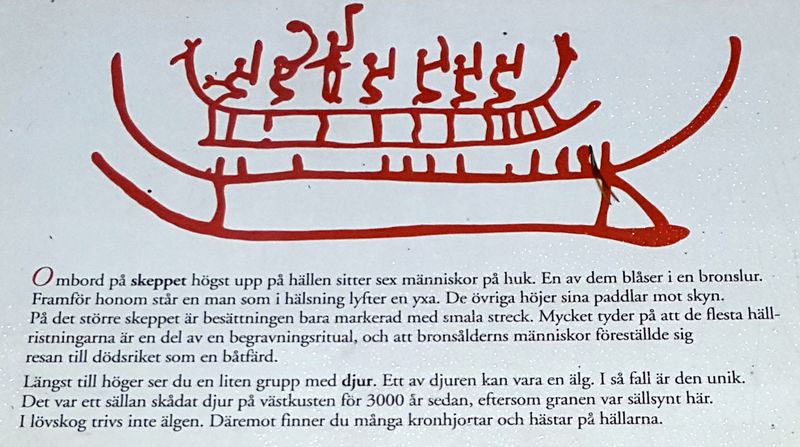 Ombord på skeppet högst upp på hällen sitter sex människor på huk. En av dem blåser i en bronslur.
Framför honom står en man som i hälsning lyfter en yxa. De övriga höjer sina paddlar mot skyn.
På det större skeppet är besättningen bara markerad med smala streck. Mycket tyder på att de flesta häll-
ristningarna är en del av en begravningsritual, och att bronsålderns människor föreställde sig
resan till dödsriket som en båtfärd.
Längst till höger ser du en liten grupp med djur. Ett av djuren kan vara en älg. I så fall är den unik.
Det var ett sällan skådat djur på västkusten för 3000 år sedan, eftersom granen var sällsynt här.
I lövskog trivs inte älgen. Däremot finner du många kronhjortar och hästar på hällarna.